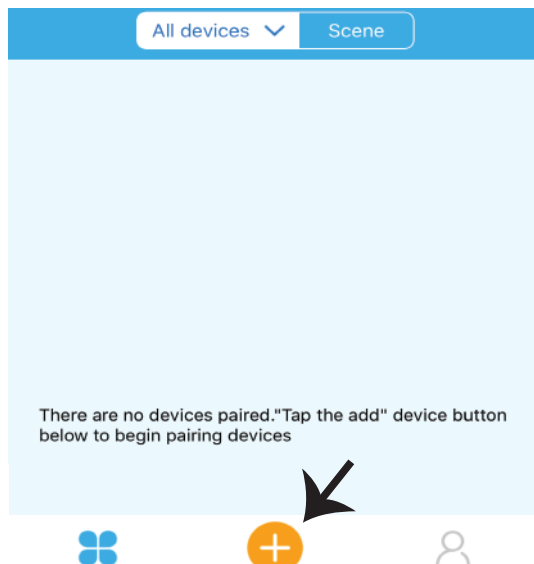 All devices Scene
There are no devices paired."Tap the add" device button
below to begin pairing devices